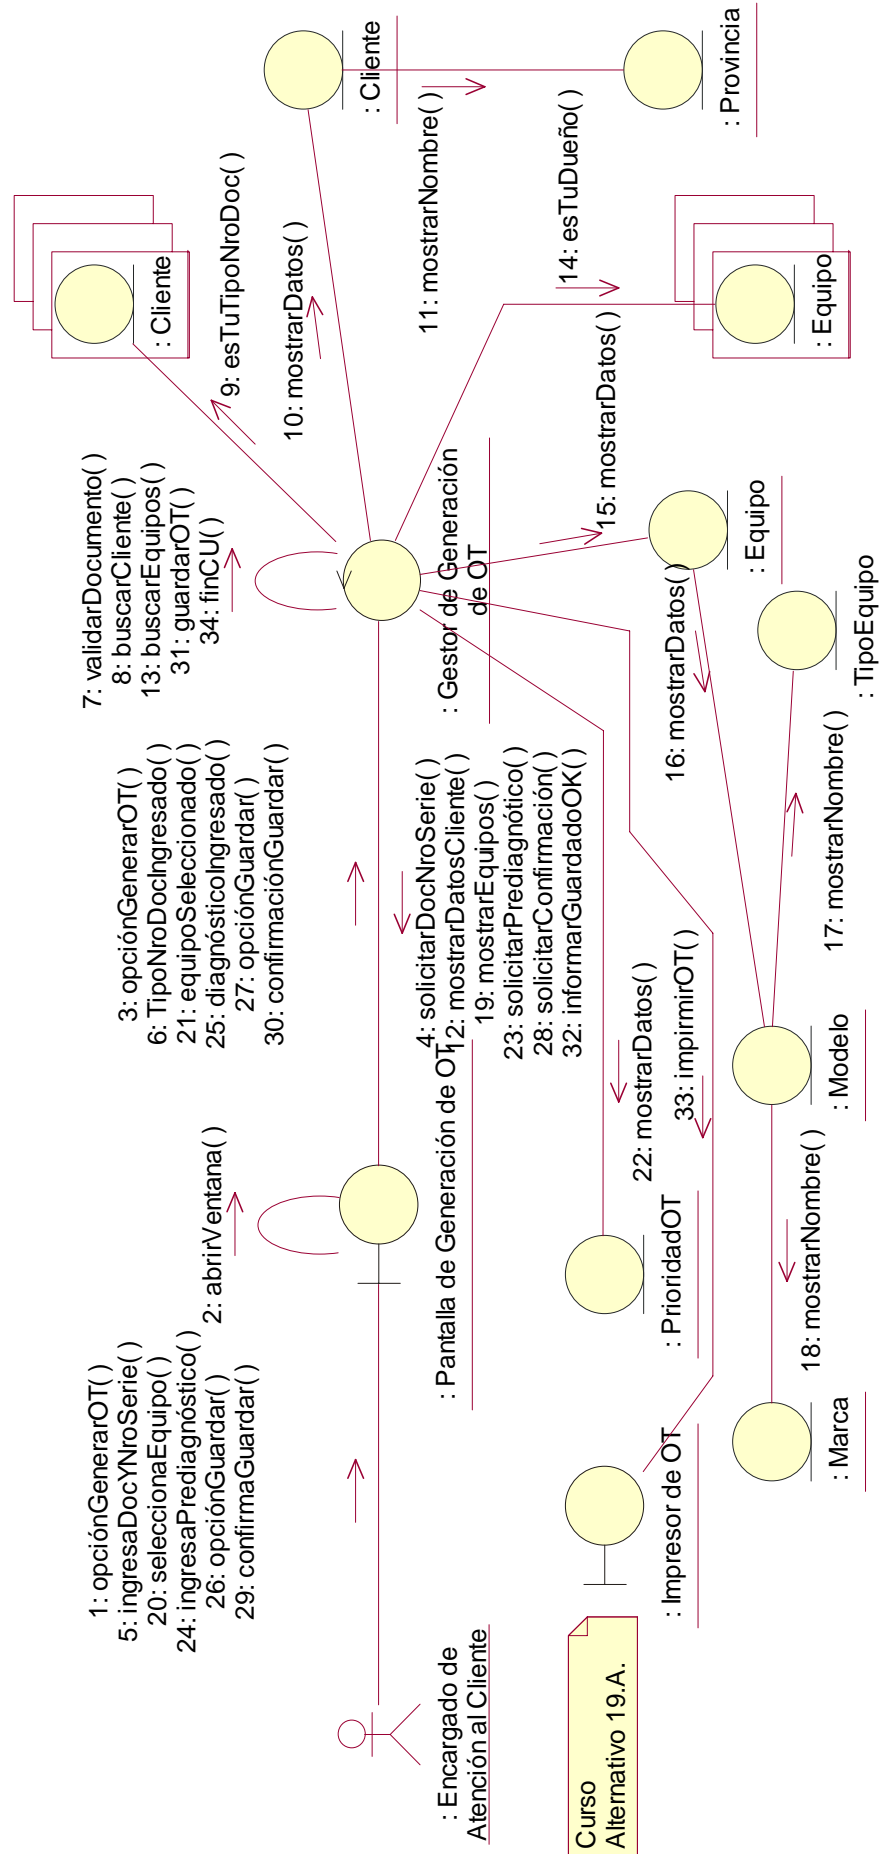 1: opciónGenerarOT( )
5: ingresaDocYNroSerie( )
20: seleccionaEquipo( )
24: ingresaPrediagnóstico( )
26: opciónGuardar( )
29: confirmaGuardar( )
2: abrirVentana( )
3: opciónGenerarOT( )
6: TipoNroDocIngresado( )
21: equipoSeleccionado( )
25: diagnósticoIngresado( )
27: opciónGuardar( )
30: confirmaciónGuardar( )
7: validarDocumento( )
8: buscarCliente( )
13: buscarEquipos( )
31: guardarOT( )
34: finCU( )
: Cliente
9: esTuTipoNroDoc( )
10: mostrarDatos( )
: Cliente
11: mostrarNombre( )
: Provincia
14: esTuDueño( )
: Equipo
15: mostrarDatos( )
: Encargado de
Atención al Cliente
: Pantalla de Generación de OT
4: solicitarDocNroSerie( )
12: mostrarDatosCliente( )
19: mostrarEquipos( )
23: solicitarPrediagnótico( )
28: solicitarConfirmación( )
32: informarGuardadoOK( )
: Gestor de Generación
de OT
: Equipo
16: mostrarDatos( )
: TipoEquipo
17: mostrarNombre( )
22: mostrarDatos( )
33: impirmirOT( )
: PrioridadOT
: Modelo
18: mostrarNombre( )
: Marca
: Impresor de OT
Curso
Alternativo 19.A.